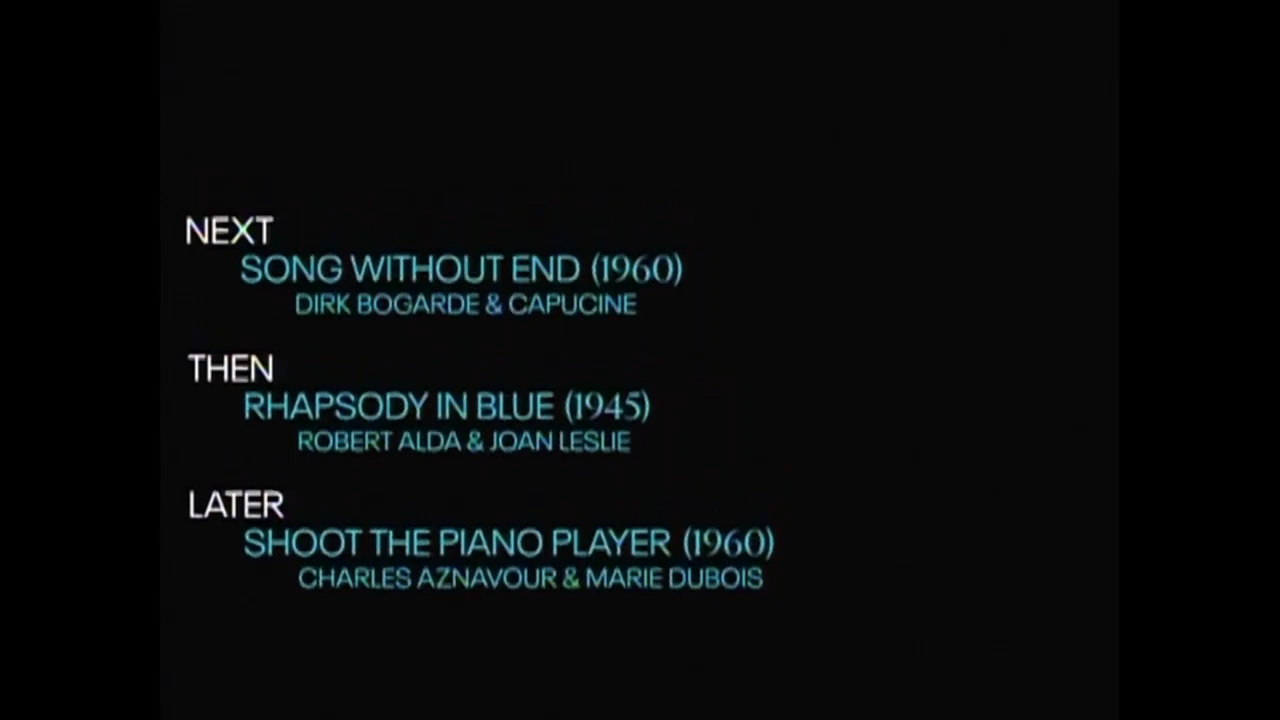 NEXT
SONG WITHOUT END (1960)
DIRK BOGARDE & CAPUCINE
THEN
RHAPSODY IN BLUE (1945)
ROBERT ALDA & JOAN LESLIE
LATER
SHOOT THE PIANO PLAYER (1960)
CHARLES AZNAVOUR & MARIE DUBOIS